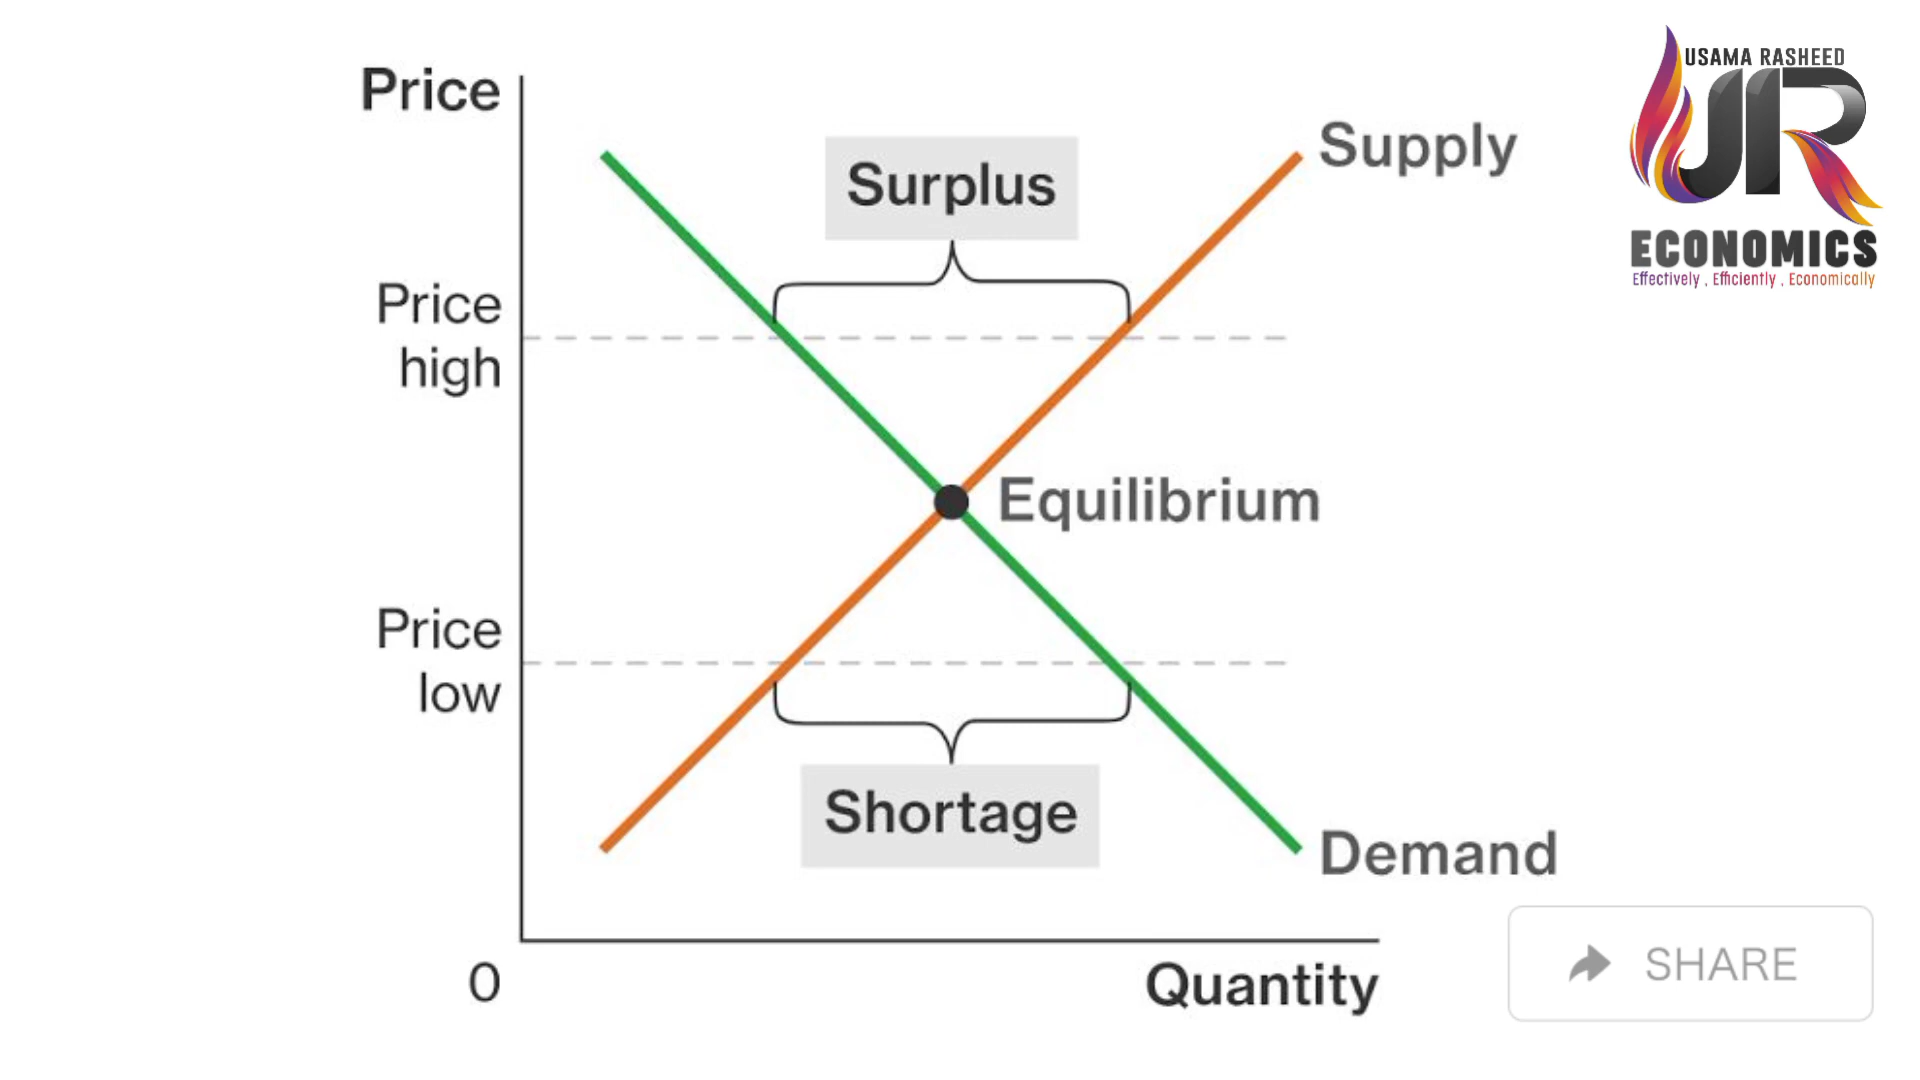 Price
USAMA RASHEED
UR
ECONOMICS
Effectively , Efficiently , Economically
Supply
Surplus
Price
high
Equilibrium
Price
low
Shortage
Demand
0
Quantity
SHARE